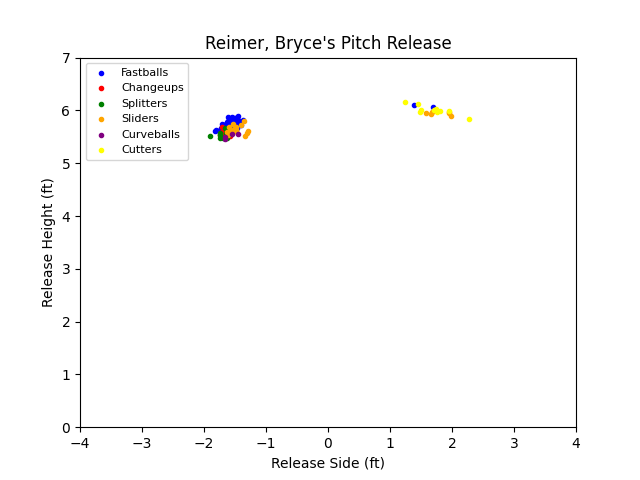 Reimer, Bryce's Pitch Release
Release Height (ft)
7
6
5
4
3
2
1
0
Fastballs
Changeups
Splitters
Sliders
Curveballs
Cutters
−4 −3 −2 −1 0 1 2 3 4
Release Side (ft)